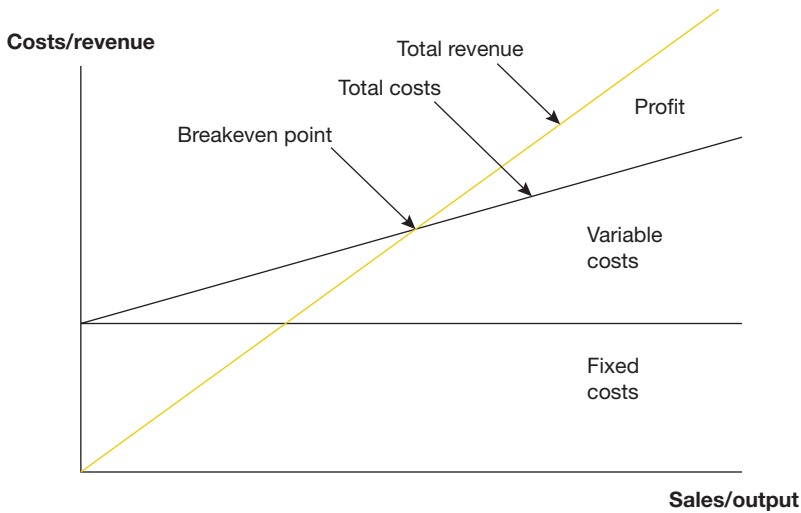 Costs/revenue
Total revenue
Total costs
Profit
Breakeven point
Variable
costs
Fixed
costs
Sales/output